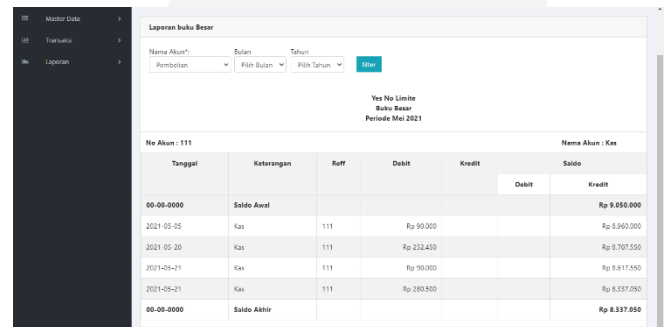 Master Data
Transaksi
Laporan
Laporan buku Besar
Nama Akun*: Bulan Tahun
Pembelian Pilih Bulan Pilih Tahun filter
Yes No Limite
Buku Besar
Periode Mei 2021
No Akun : 111 Nama Akun : Kas
Tanggal Keterangan Reff Debit Kredit Saldo
Debit Kredit
00-00-0000 Saldo Awal Rp 9.050.000
2021-05-05 Kas 111 Rp 90.000 Rp 8.960.000
2021-05-20 Kas 111 Rp 252.450 Rp 8.707.550
2021-05-21 Kas 111 Rp 90.000 Rp 8.617.550
2021-05-21 Kas 111 Rp 280.500 Rp 8.337.050
00-00-0000 Saldo Akhir Rp 8.337.050